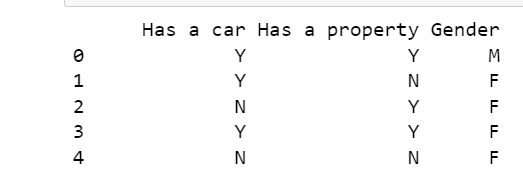 Has a car Has a property Gender
0 Y Y M
1 Y N F
2 N Y F
3 Y Y F
4 N N F